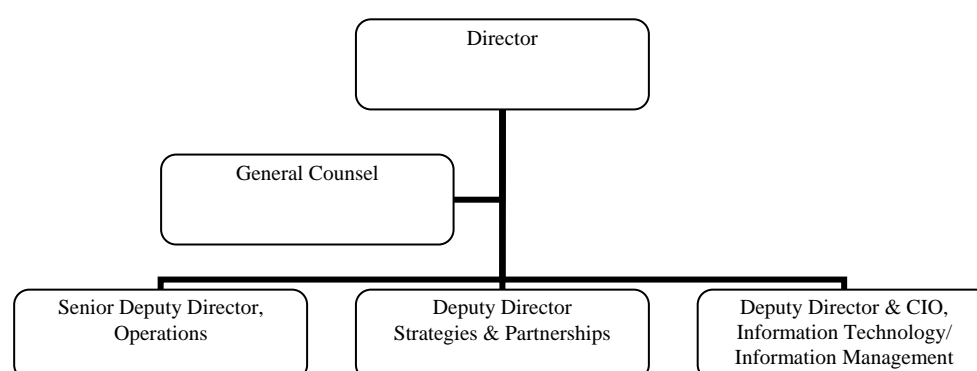 Director
General Counsel
Senior Deputy Director,
Operations
Deputy Director
Strategies & Partnerships
Deputy Director & CIO,
Information Technology/
Information Management